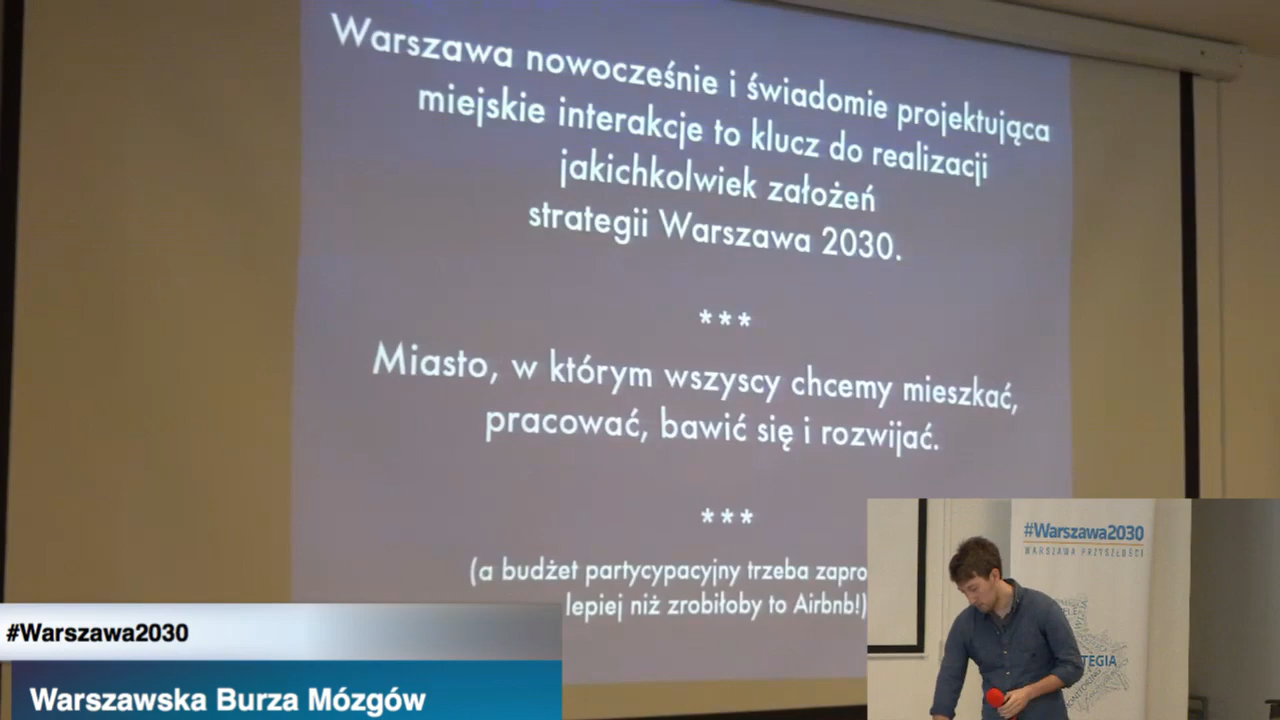 Warszawa nowocześnie i świadomie projektująca
miejskie interakcje to klucz do realizacji
jakichkolwiek założeń
strategii Warszawa 2030.
***
Miasto, w którym wszyscy chcemy mieszkać,
pracować, bawić się i rozwijać.
***
(a budżet partycypacyjny trzeba zapro
lepiej niż zrobiłoby to Airbnb!)
#Warszawa2030
Warszawska Burza Mózgów
#Warszawa2030
WARSZAWA PRZYSZŁOŚCI
TEGIA